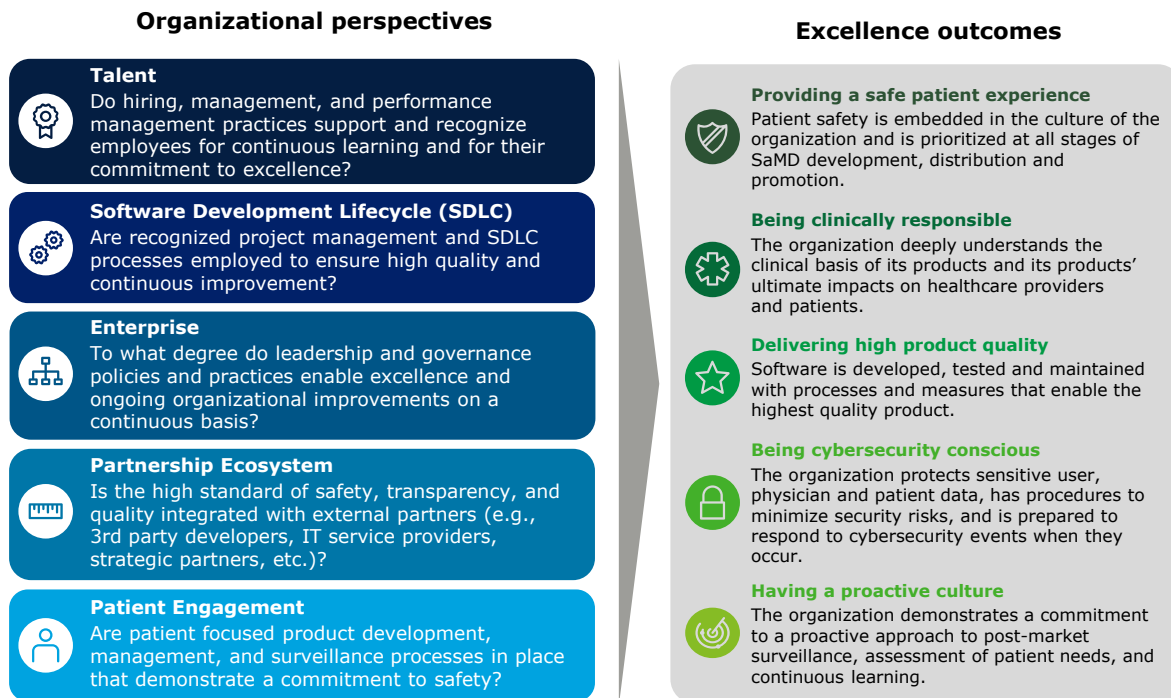 Organizational perspectives
Talent
Do hiring, management, and performance
management practices support and recognize
employees for continuous learning and for their
commitment to excellence?
Software Development Lifecycle (SDLC)
Are recognized project management and SDLC
processes employed to ensure high quality and
continuous improvement?
Enterprise
To what degree do leadership and governance
policies and practices enable excellence and
ongoing organizational improvements on a
continuous basis?
Partnership Ecosystem
Is the high standard of safety, transparency, and
quality integrated with external partners (e.g.,
3rd party developers, IT service providers,
strategic partners, etc.)?
Patient Engagement
Are patient focused product development,
management, and surveillance processes in place
that demonstrate a commitment to safety?
Excellence outcomes
Providing a safe patient experience
Patient safety is embedded in the culture of the
organization and is prioritized at all stages of
SaMD development, distribution and
promotion.
Being clinically responsible
The organization deeply understands the
clinical basis of its products and its products’
ultimate impacts on healthcare providers
and patients.
Delivering high product quality
Software is developed, tested and maintained
with processes and measures that enable the
highest quality product.
Being cybersecurity conscious
The organization protects sensitive user,
physician and patient data, has procedures to
minimize security risks, and is prepared to
respond to cybersecurity events when they
occur.
Having a proactive culture
The organization demonstrates a commitment
to a proactive approach to post-market
surveillance, assessment of patient needs, and
continuous learning.